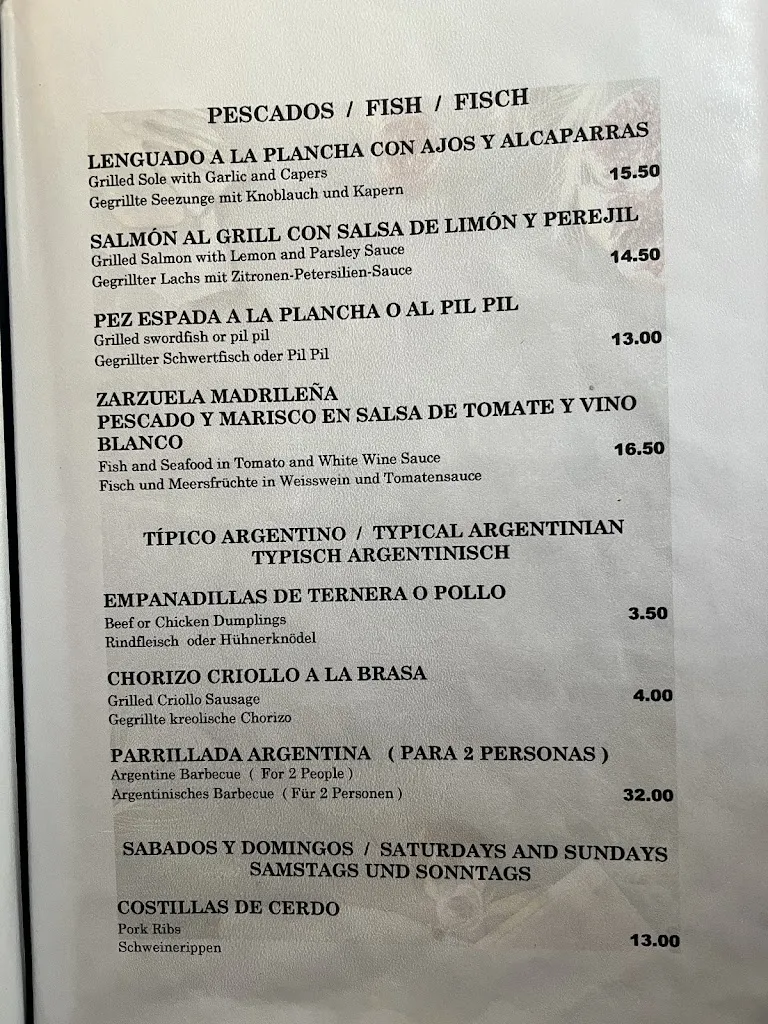 PESCADOS / FISH / FISCH
LENGUADO A LA PLANCHA CON AJOS Y ALCAPARRAS
Grilled Sole with Garlic and Capers
15.50
Gegrillte Seezunge mit Knoblauch und Kapern
SALMÓN AL GRILL CON SALSA DE LIMÓN Y PEREJIL
Grilled Salmon with Lemon and Parsley Sauce
14.50
Gegrillter Lachs mit Zitronen-Petersilien-Sauce
PEZ ESPADA A LA PLANCHA O AL PIL PIL
Grilled swordfish or pil pil
13.00
Gegrillter Schwertfisch oder Pil Pil
ZARZUELA MADRILEÑA
PESCADO Y MARISCO EN SALSA DE TOMATE Y VINO
BLANCO
16.50
Fish and Seafood in Tomato and White Wine Sauce
Fisch und Meersfrüchte in Weisswein und Tomatensauce
TÍPICO ARGENTINO / TYPICAL ARGENTINIAN
TYPISCH ARGENTINISCH
EMPANADILLAS DE TERNERA O POLLO
Beef or Chicken Dumplings
3.50
Rindfleisch oder Hühnerknödel
CHORIZO CRIOLLO A LA BRASA
Grilled Criollo Sausage
4.00
Gegrillte kreolische Chorizo
PARRILLADA ARGENTINA ( PARA 2 PERSONAS )
Argentine Barbecue ( For 2 People )
Argentinisches Barbecue ( Für 2 Personen )
32.00
SABADOS Y DOMINGOS / SATURDAYS AND SUNDAYS
SAMSTAGS UND SONNTAGS
COSTILLAS DE CERDO
Pork Ribs
13.00
Schweinerippen